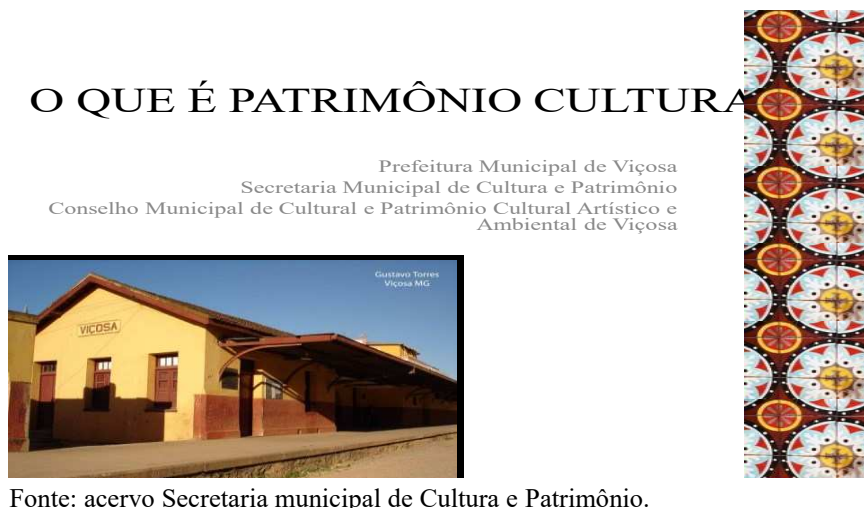 O QUE É PATRIMÔNIO CULTURA
Prefeitura Municipal de Viçosa
Secretaria Municipal de Cultura e Patrimônio
Conselho Municipal de Cultural e Patrimônio Cultural Artístico e
Ambiental de Viçosa
Gustavo Torres
Viçosa MG
VIÇOSA
Fonte: acervo Secretaria municipal de Cultura e Patrimônio.